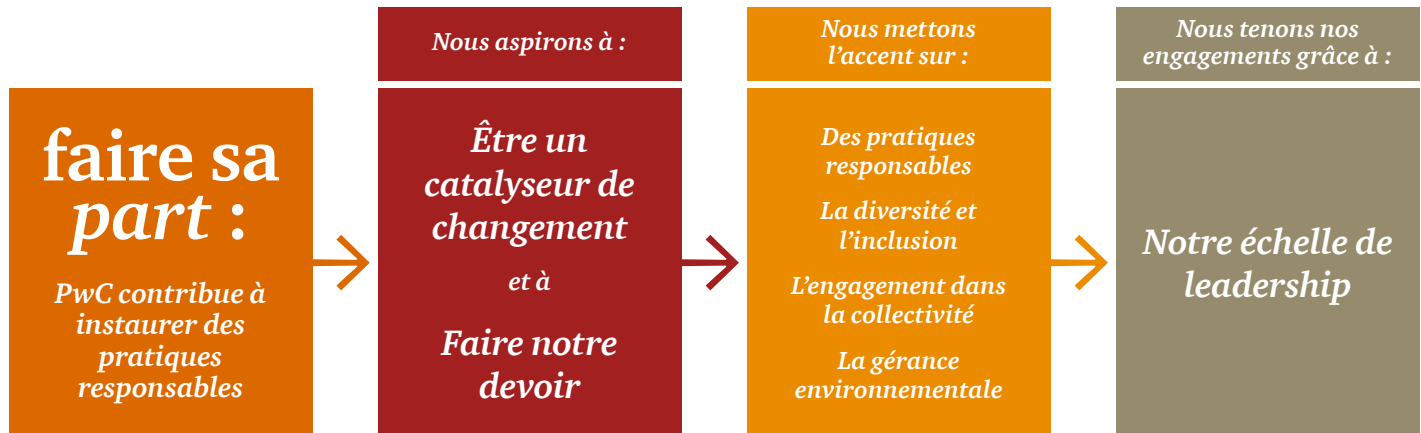 faire sa
part :
PwC contribue à
instaurer des
pratiques
responsables
Nous aspirons à :
Être un
catalyseur de
changement
et à
Faire notre
devoir
Nous mettons
l’accent sur :
Des pratiques
responsables
La diversité et
l’inclusion
L’engagement dans
la collectivité
La gérance
environnementale
Nous tenons nos
engagements grâce à :
Notre échelle de
leadership